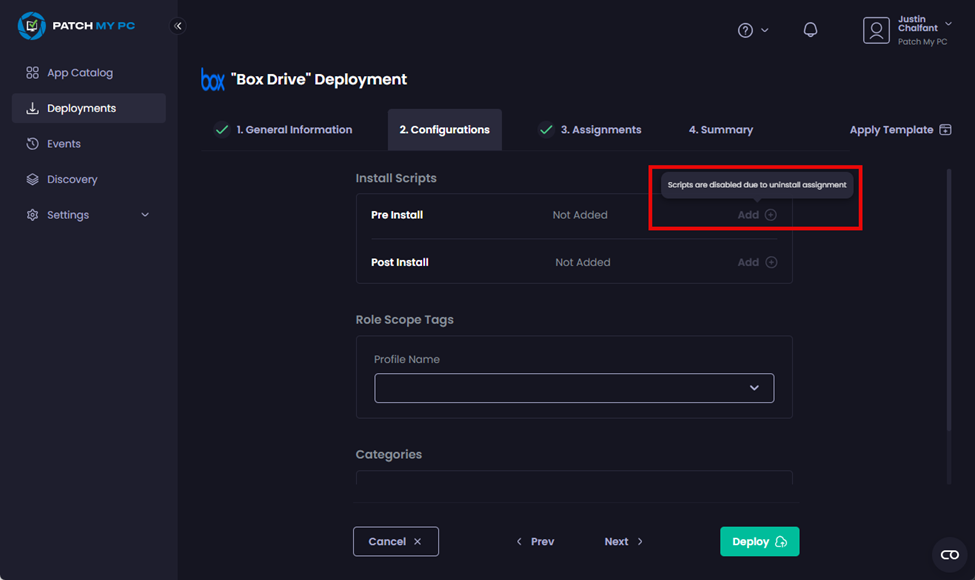 PATCH MY PC
Justin
Chalfant
Patch My PC
App Catalog
Deployments
Events
Discovery
Settings
box "Box Drive" Deployment
1. General Information
2. Configurations
3. Assignments
4. Summary
Apply Template
Install Scripts
Scripts are disabled due to uninstall assignment
Pre Install Not Added Add
Post Install Not Added Add
Role Scope Tags
Profile Name
Categories
Cancel
Prev
Next
Deploy